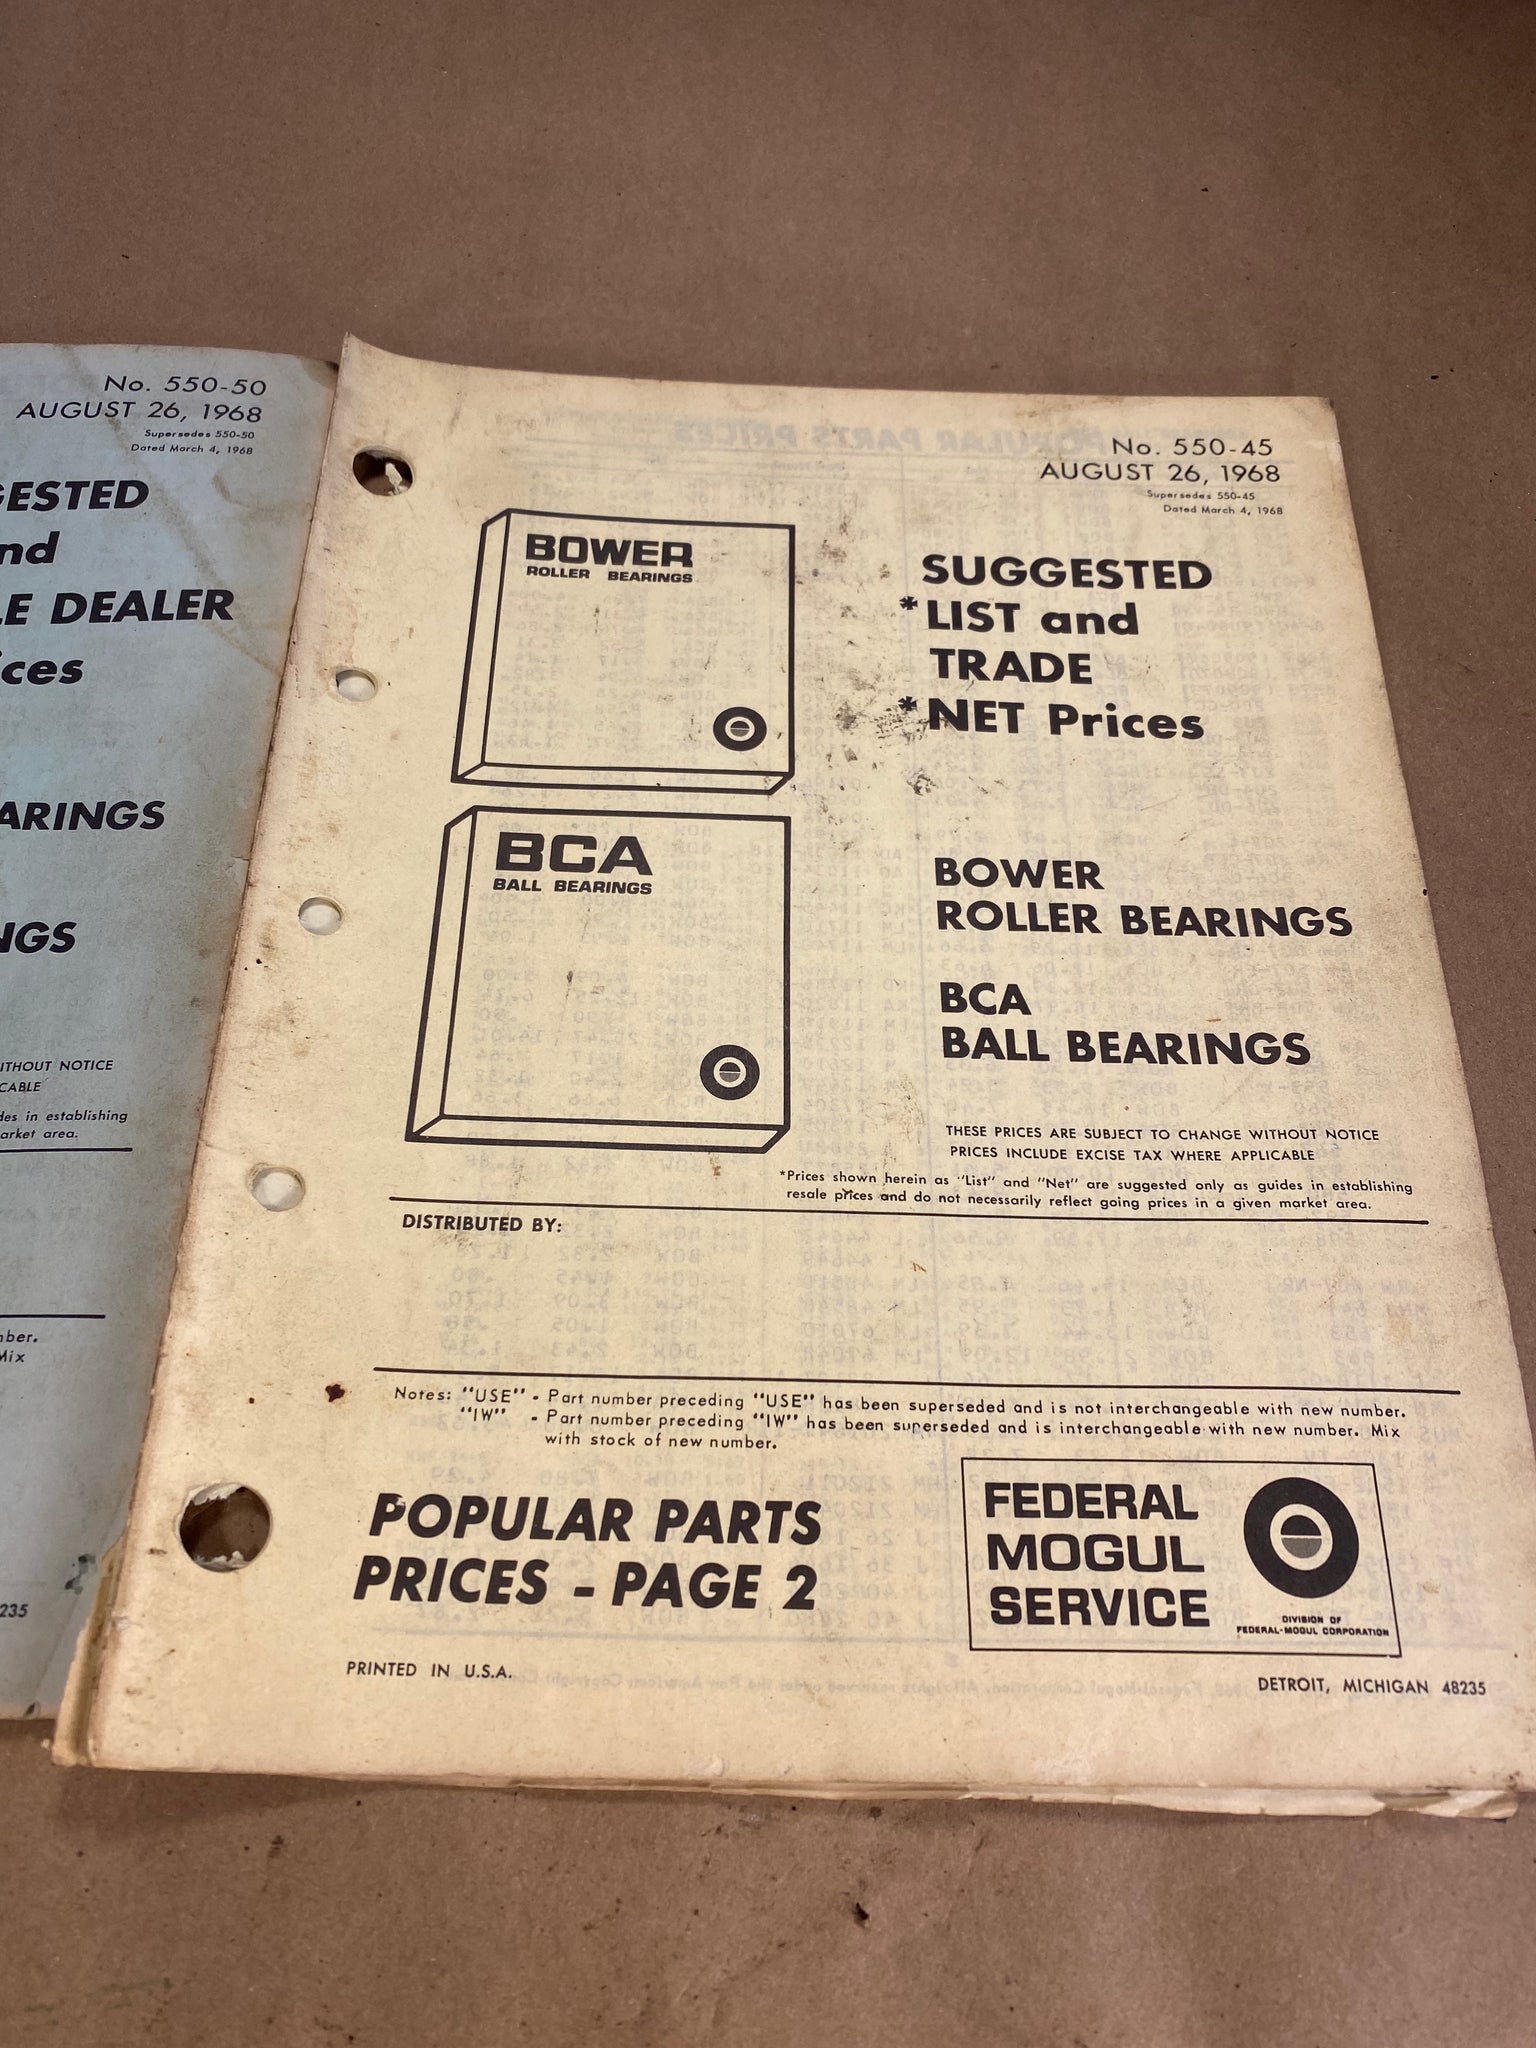 No. 550-50
AUGUST 26, 1968
Supersedes 550-50
Dated March 4, 1968
GESTED
nd
LE DEALER
ices
EARINGS
NGS
ITHOUT NOTICE
CABLE
des in establishing
arket area.
mber.
Mix
235
No. 550-45
AUGUST 26, 1968
Supersedes 550-45
Dated March 4, 1968
BOWER
ROLLER BEARINGS
BCA
BALL BEARINGS
SUGGESTED
*LIST and
TRADE
*NET Prices
BOWER
ROLLER BEARINGS
BCA
BALL BEARINGS
THESE PRICES ARE SUBJECT TO CHANGE WITHOUT NOTICE
PRICES INCLUDE EXCISE TAX WHERE APPLICABLE
*Prices shown herein as "List" and "Net" are suggested only as guides in establishing
resale prices and do not necessarily reflect going prices in a given market area.
DISTRIBUTED BY:
Notes: "USE" - Part number preceding "USE" has been superseded and is not interchangeable with new number.
"IW" - Part number preceding "IW" has been superseded and is interchangeable with new number. Mix
with stock of new number.
POPULAR PARTS
PRICES - PAGE 2
FEDERAL
MOGUL
SERVICE
DIVISION OF
FEDERAL-MOGUL CORPORATION
PRINTED IN U.S.A.
DETROIT, MICHIGAN 48235